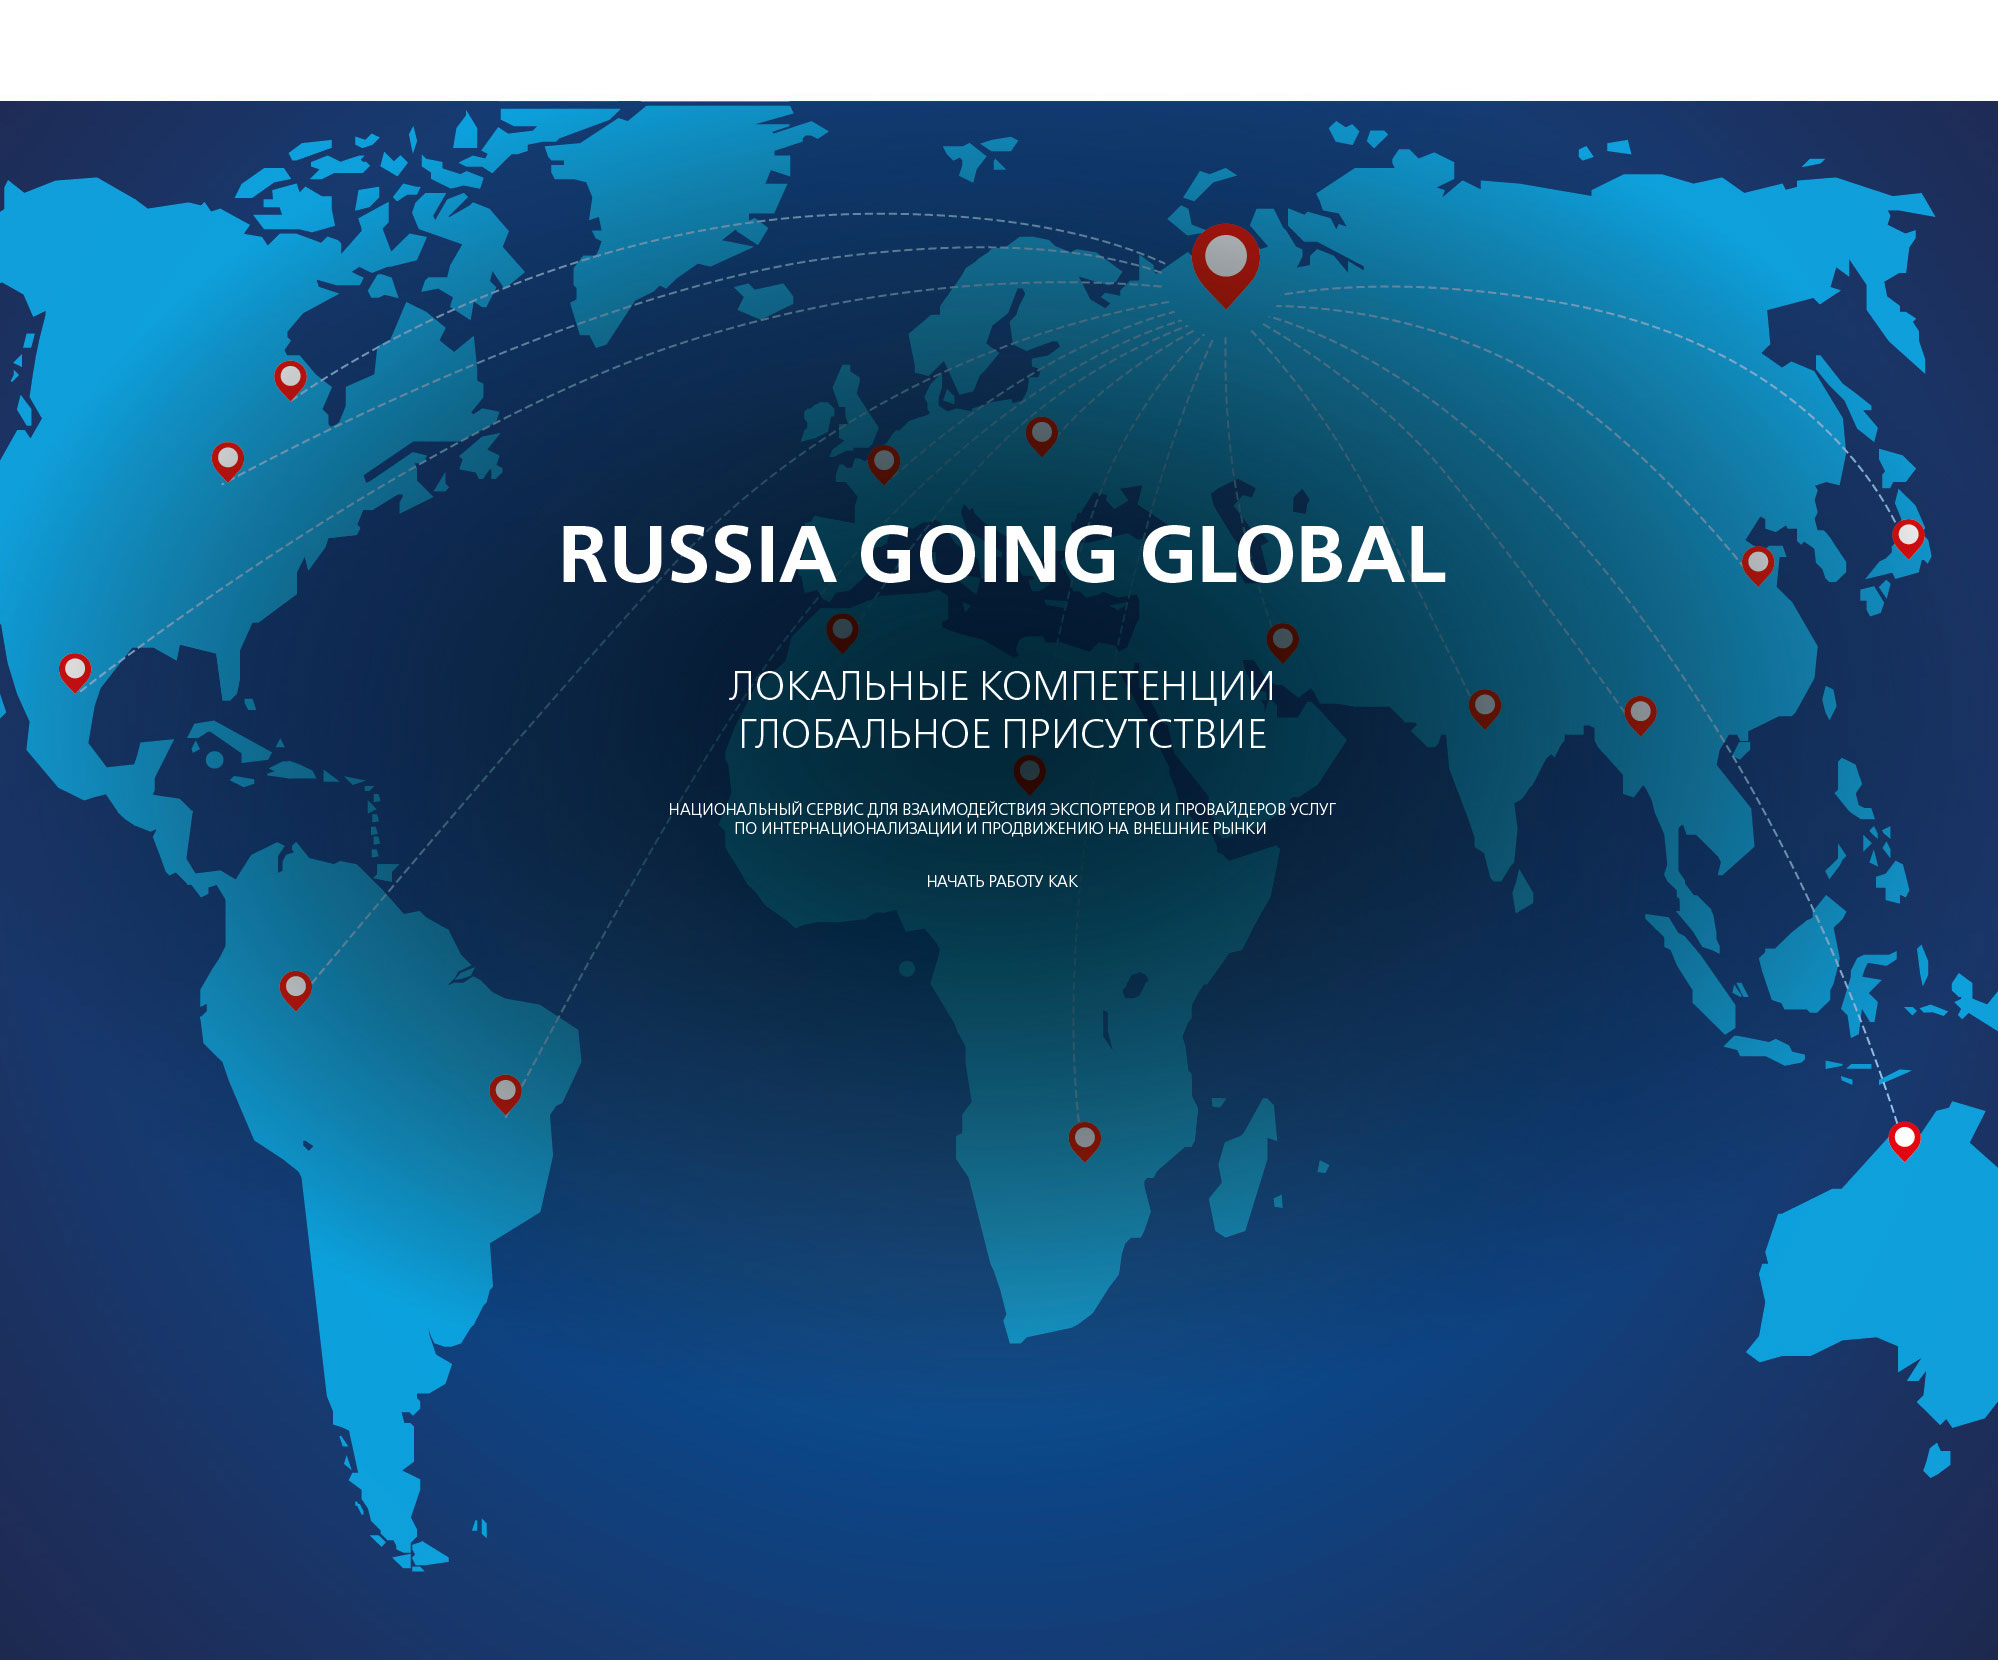 RUSSIA GOING GLOBAL
ЛОКАЛЬНЫЕ КОМПЕТЕНЦИИ
ГЛОБАЛЬНОЕ ПРИСУТСТВИЕ
НАЦИОНАЛЬНЫЙ СЕРВИС ДЛЯ ВЗАИМОДЕЙСТВИЯ ЭКСПОРТЕРОВ И ПРОВАЙДЕРОВ УСЛУГ
ПО ИНТЕРНАЦИОНАЛИЗАЦИИ И ПРОДВИЖЕНИЮ НА ВНЕШНИЕ РЫНКИ
НАЧАТЬ РАБОТУ КАК